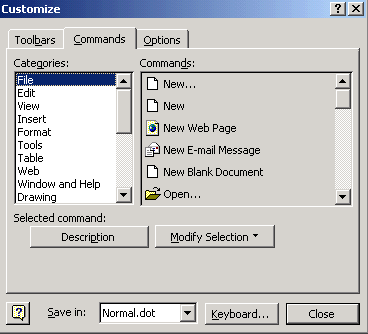 Customize
Toolbars Commands Options
Categories:
File
Edit
View
Insert
Format
Tools
Table
Web
Window and Help
Drawing
Commands:
New...
New
New Web Page
New E-mail Message
New Blank Document
Open...
Selected command:
Description Modify Selection
Save in: Normal.dot Keyboard... Close